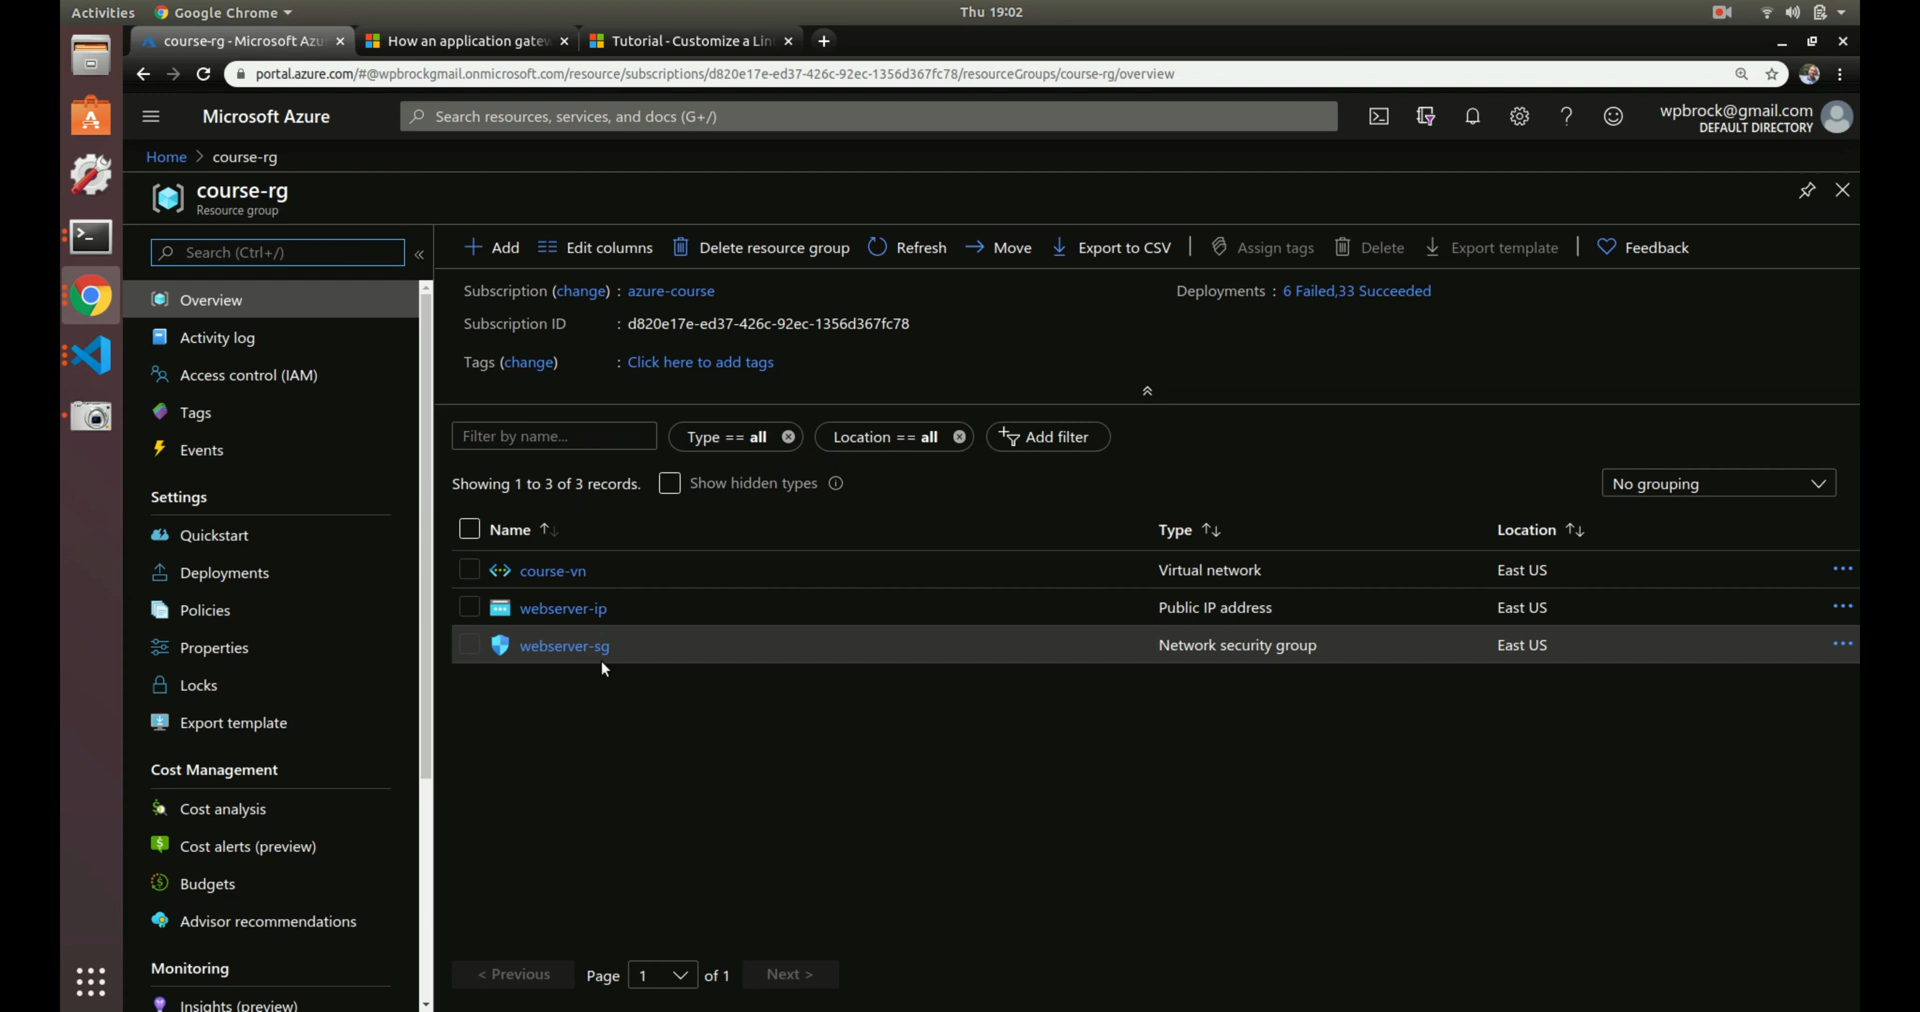 Activities Google Chrome Thu 19:02
course-rg - Microsoft Azu How an application gatew Tutorial - Customize a Lin
portal.azure.com/#@wpbrockgmail.onmicrosoft.com/resource/subscriptions/d820e17e-ed37-426c-92ec-1356d367fc78/resourceGroups/course-rg/overview
Microsoft Azure Search resources, services, and docs (G+/) wpbrock@gmail.com
DEFAULT DIRECTORY
Home > course-rg
course-rg
Resource group
Search (Ctrl+/) «
Add Edit columns Delete resource group Refresh Move Export to CSV Assign tags Delete Export template Feedback
Subscription (change) : azure-course Deployments : 6 Failed,33 Succeeded
Subscription ID : d820e17e-ed37-426c-92ec-1356d367fc78
Tags (change) : Click here to add tags
Overview
Activity log
Access control (IAM)
Tags
Events
Settings
Quickstart
Deployments
Policies
Properties
Locks
Export template
Cost Management
Cost analysis
Cost alerts (preview)
Budgets
Advisor recommendations
Monitoring
Insights (preview)
Filter by name... Type == all Location == all Add filter
Showing 1 to 3 of 3 records. Show hidden types No grouping
Name Type Location
course-vn Virtual network East US ...
webserver-ip Public IP address East US ...
webserver-sg Network security group East US ...
< Previous Page 1 of 1 Next >